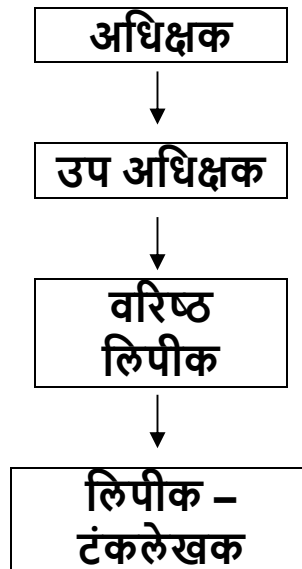 अधिक्षक
उप अधिक्षक
वरिष्ठ
लिपीक
लिपीक –
टंकलेखक